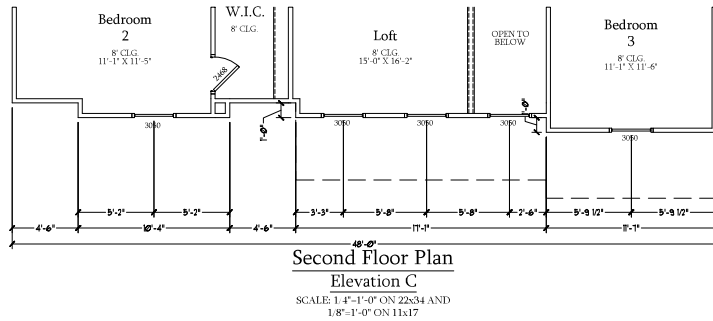 Bedroom
2
8' CLG.
11'-1" X 11'-5"
W.I.C.
8' CLG.
2468
Loft
8' CLG.
15'-0" X 16'-2"
OPEN TO
BELOW
Bedroom
3
8' CLG.
11'-1" X 11'-6"
3050
3050
3050
3050
3050
1'-0"
1'-0"
5'-2"
5'-2"
3'-3"
5'-8"
5'-8"
2'-6"
5'-9 1/2"
5'-9 1/2"
4'-6"
10'-4"
4'-6"
17'-1"
11'-7"
48'-0"
Second Floor Plan
Elevation C
SCALE: 1/4"=1'-0" ON 22x34 AND
1/8"=1'-0" ON 11x17